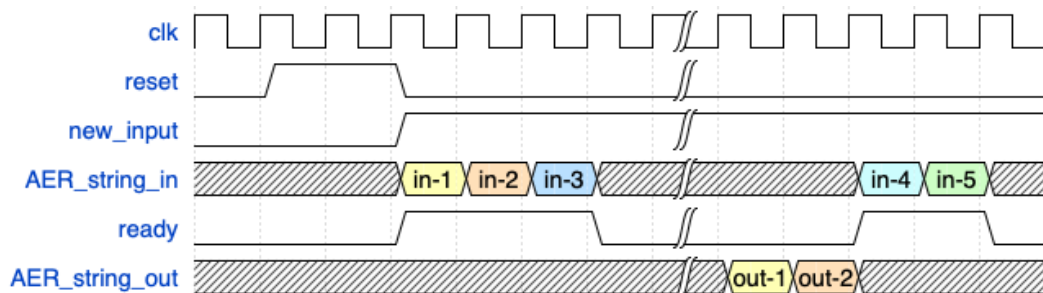 clk
reset
new_input
AER_string_in in-1 in-2 in-3 in-4 in-5
ready
AER_string_out out-1 out-2